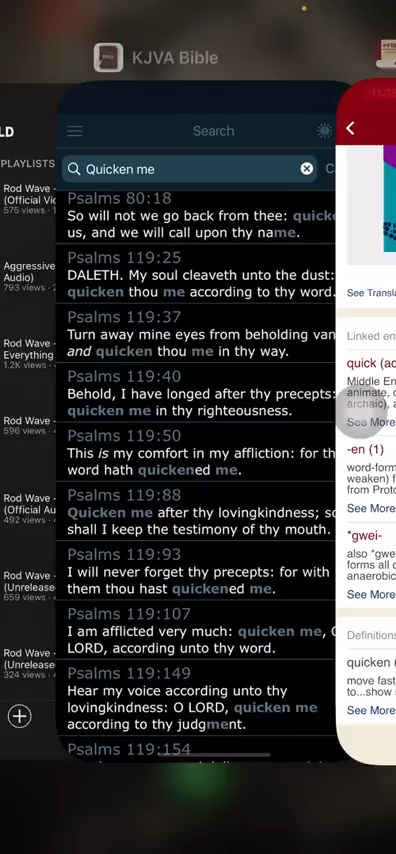 KJVA Bible
LD
PLAYLISTS
Rod Wave -
(Official Vid
575 views · 1
Aggressive
Audio)
793 views · 2
Rod Wave -
Everything
1.2K views ·
Rod Wave -
596 views ·
Rod Wave -
(Official Au
492 views ·
Rod Wave -
(Unrelease
659 views ·
Rod Wave -
(Unrelease
324 views ·
Search
Quicken me
C
Psalms 80:18
So will not we go back from thee: quicke
us, and we will call upon thy name.
Psalms 119:25
DALETH. My soul cleaveth unto the dust:
quicken thou me according to thy word.
Psalms 119:37
Turn away mine eyes from beholding van
and quicken thou me in thy way.
Psalms 119:40
Behold, I have longed after thy precepts:
quicken me in thy righteousness.
Psalms 119:50
This is my comfort in my affliction: for th
word hath quickened me.
Psalms 119:88
Quicken me after thy lovingkindness; so
shall I keep the testimony of thy mouth.
Psalms 119:93
I will never forget thy precepts: for with
them thou hast quickened me.
Psalms 119:107
I am afflicted very much: quicken me, O
LORD, according unto thy word.
Psalms 119:149
Hear my voice according unto thy
lovingkindness: O LORD, quicken me
according to thy judgment.
Psalms 119:154
See Transla
Linked en
quick (ad
Middle En
animate, c
archaic), a
See More
-en (1)
word-form
weaken) f
from Proto
See More
*gwei-
also *gwe
forms all o
anaerobic
See More
Definitions
quicken (
move fast
to...show s
See More